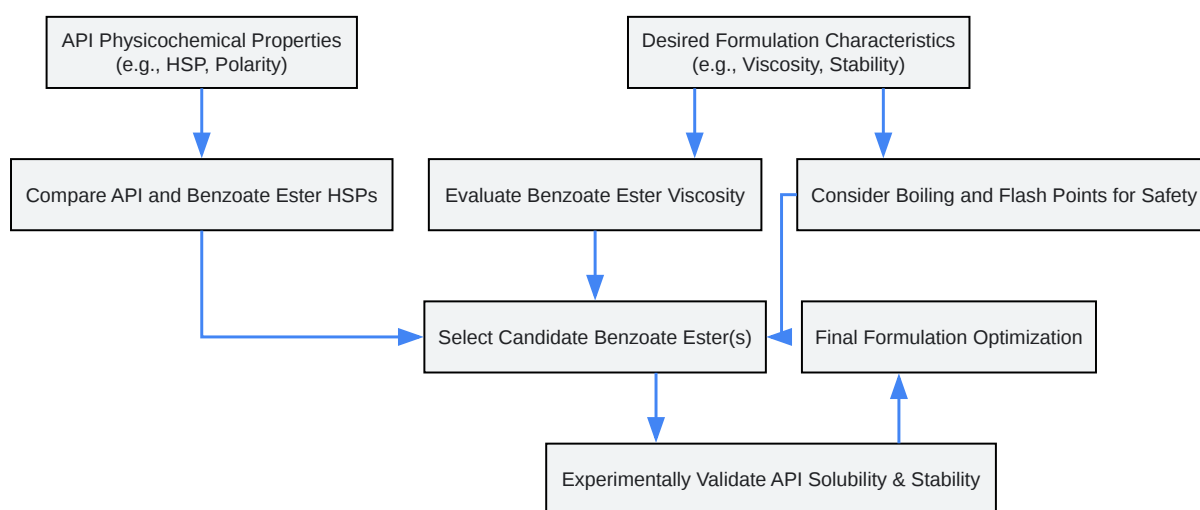 API Physicochemical Properties
(e.g., HSP, Polarity)
Desired Formulation Characteristics
(e.g., Viscosity, Stability)
Compare API and Benzoate Ester HSPs
Evaluate Benzoate Ester Viscosity
Consider Boiling and Flash Points for Safety
Select Candidate Benzoate Ester(s)
Final Formulation Optimization
Experimentally Validate API Solubility & Stability